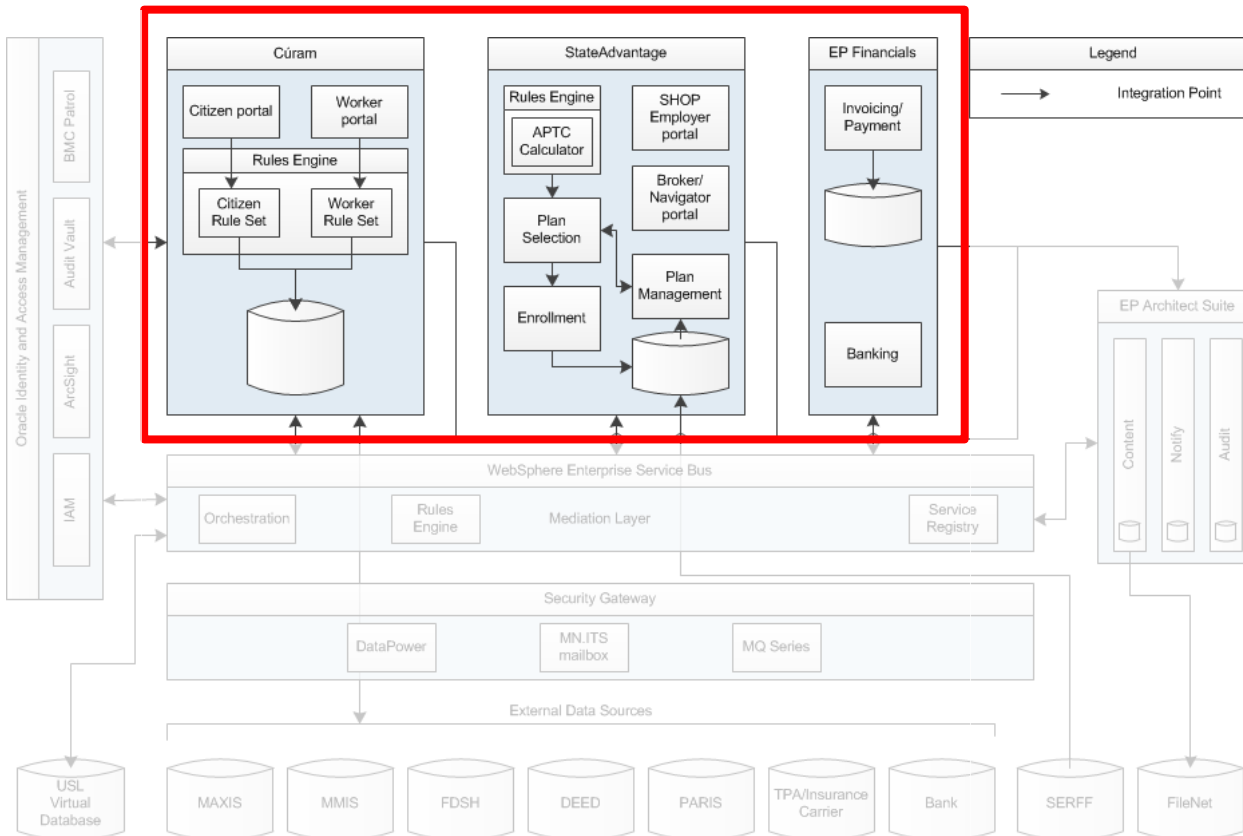 Cúram
StateAdvantage
EP Financials
Legend
Integration Point
Oracle Identity and Access Management
BMC Patrol
Audit Vault
ArcSight
IAM
Citizen portal
Worker
portal
Rules Engine
Citizen
Rule Set
Worker
Rule Set
Rules Engine
APTC
Calculator
SHOP
Employer
portal
Broker/
Navigator
portal
Plan
Selection
Plan
Management
Enrollment
Invoicing/
Payment
Banking
EP Architect Suite
Content
Notify
Audit
WebSphere Enterprise Service Bus
Orchestration
Rules
Engine
Mediation Layer
Service
Registry
Security Gateway
DataPower
MN.ITS
mailbox
MQ Series
External Data Sources
USL
Virtual
Database
MAXIS
MMIS
FDSH
DEED
PARIS
TPA/Insurance
Carrier
Bank
SERFF
FileNet